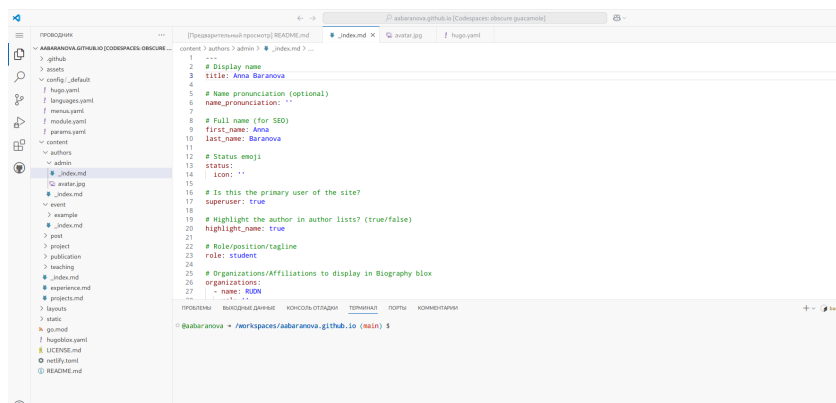 aabaranova.github.io [Codespaces: obscure guacamole]
ПРОВОДНИК
AABARANOVA.GITHUB.IO [CODESPACES: OBSCURE ...
.github
assets
config / _default
hugo.yaml
languages.yaml
menus.yaml
module.yaml
params.yaml
content
authors
admin
_index.md
avatar.jpg
_index.md
event
example
_index.md
post
project
publication
teaching
_index.md
experience.md
projects.md
layouts
static
go.mod
hugoblox.yaml
LICENSE.md
netlify.toml
README.md
[Предварительный просмотр] README.md
_index.md
avatar.jpg
hugo.yaml
content > authors > admin > _index.md > ...
1 ---
2 # Display name
3 title: Anna Baranova
4
5 # Name pronunciation (optional)
6 name_pronunciation: ''
7
8 # Full name (for SEO)
9 first_name: Anna
10 last_name: Baranova
11
12 # Status emoji
13 status:
14 icon: ''
15
16 # Is this the primary user of the site?
17 superuser: true
18
19 # Highlight the author in author lists? (true/false)
20 highlight_name: true
21
22 # Role/position/tagline
23 role: student
24
25 # Organizations/Affiliations to display in Biography blox
26 organizations:
27 - name: RUDN
ПРОБЛЕМЫ ВЫХОДНЫЕ ДАННЫЕ КОНСОЛЬ ОТЛАДКИ ТЕРМИНАЛ ПОРТЫ КОММЕНТАРИИ
@aabaranova → /workspaces/aabaranova.github.io (main) $